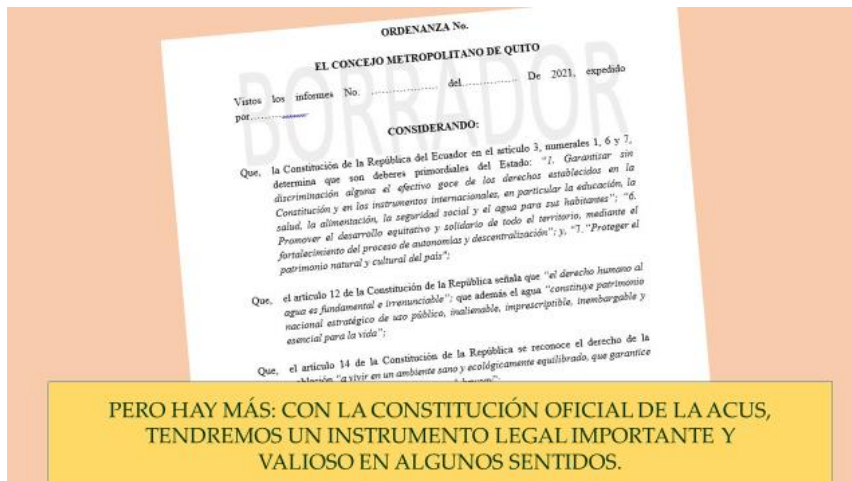 ORDENANZA No.
EL CONCEJO METROPOLITANO DE QUITO
BORRADOR
Vistos los informes No. ................... del................ De 2021, expedido
por.................
CONSIDERANDO:
Que, la Constitución de la República del Ecuador en el artículo 3, numerales 1, 6 y 7,
determina que son deberes primordiales del Estado: “1. Garantizar sin
discriminación alguna el efectivo goce de los derechos establecidos en la
Constitución y en los instrumentos internacionales, en particular la educación, la
salud, la alimentación, la seguridad social y el agua para sus habitantes”; “6.
Promover el desarrollo equitativo y solidario de todo el territorio, mediante el
fortalecimiento del proceso de autonomías y descentralización”; y, “7. “Proteger el
patrimonio natural y cultural del país”;
Que, el artículo 12 de la Constitución de la República señala que “el derecho humano al
agua es fundamental e irrenunciable”; que además el agua “constituye patrimonio
nacional estratégico de uso público, inalienable, imprescriptible, inembargable y
esencial para la vida”;
Que, el artículo 14 de la Constitución de la República se reconoce el derecho de la
“a vivir en un ambiente sano y ecológicamente equilibrado, que garantice
PERO HAY MÁS: CON LA CONSTITUCIÓN OFICIAL DE LA ACUS,
TENDREMOS UN INSTRUMENTO LEGAL IMPORTANTE Y
VALIOSO EN ALGUNOS SENTIDOS.